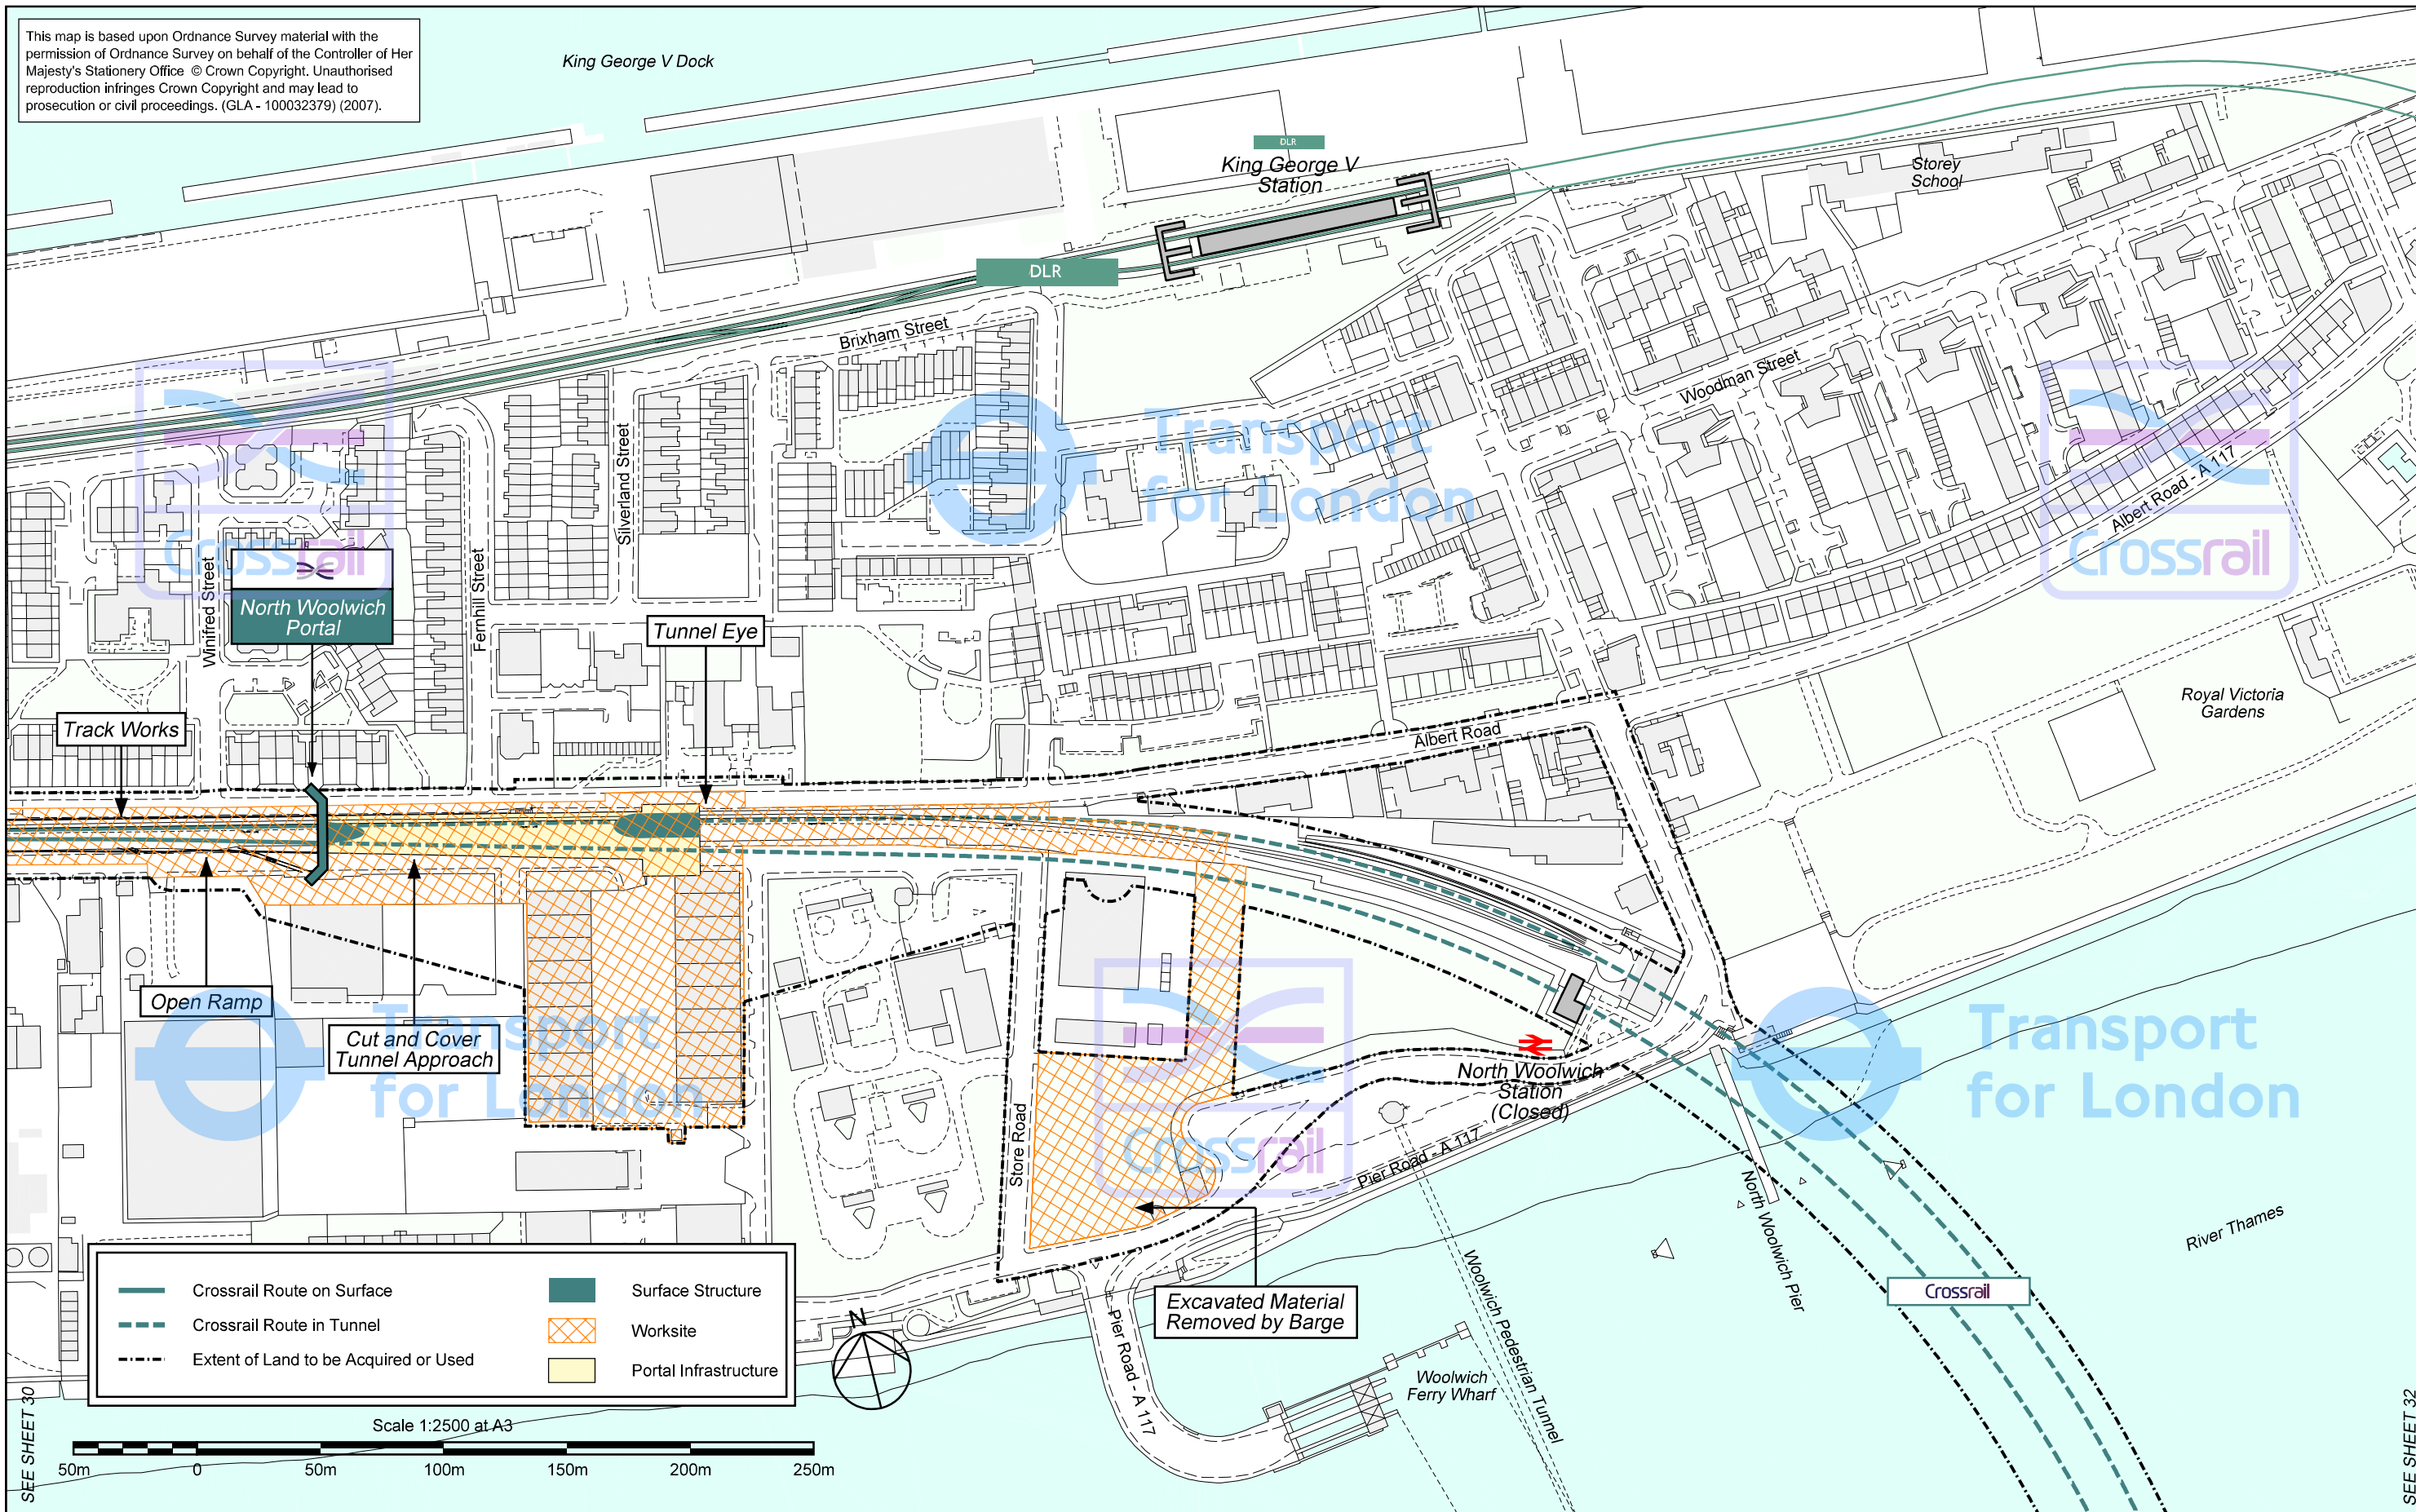 This map is based upon Ordnance Survey material with the
permission of Ordnance Survey on behalf of the Controller of Her
Majesty's Stationery Office © Crown Copyright. Unauthorised
reproduction infringes Crown Copyright and may lead to
prosecution or civil proceedings. (GLA - 100032379) (2007).
King George V Dock
DLR
King George V
Station
Storey
School
DLR
Brixham Street
Woodman Street
Silverland Street
Transport
for London
Albert Road - A 117
Crossrail
Crossrail
Winifred Street
Fernhill Street
North Woolwich
Portal
Tunnel Eye
Royal Victoria
Gardens
Track Works
Albert Road
Open Ramp
Cut and Cover
Tunnel Approach
Transport
for London
Transport
for London
North Woolwich
Station
(Closed)
Store Road
Crossrail
Pier Road - A 117
North Woolwich Pier
River Thames
Crossrail
Excavated Material
Removed by Barge
Woolwich Pedestrian Tunnel
Pier Road - A 117
Woolwich
Ferry Wharf
N
Crossrail Route on Surface
Crossrail Route in Tunnel
Extent of Land to be Acquired or Used
Surface Structure
Worksite
Portal Infrastructure
Scale 1:2500 at A3
50m 0 50m 100m 150m 200m 250m
SEE SHEET 30
SEE SHEET 32